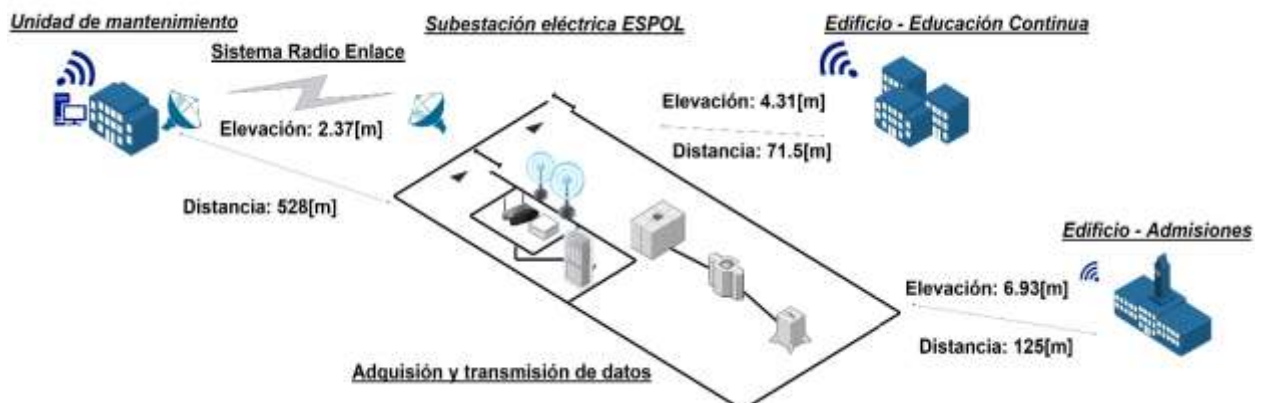 Unidad de mantenimiento
Subestación eléctrica ESPOL
Edificio - Educación Continua
Sistema Radio Enlace
Elevación: 2.37[m]
Elevación: 4.31[m]
Distancia: 71.5[m]
Distancia: 528[m]
Edificio - Admisiones
Elevación: 6.93[m]
Distancia: 125[m]
Adquisión y transmisión de datos